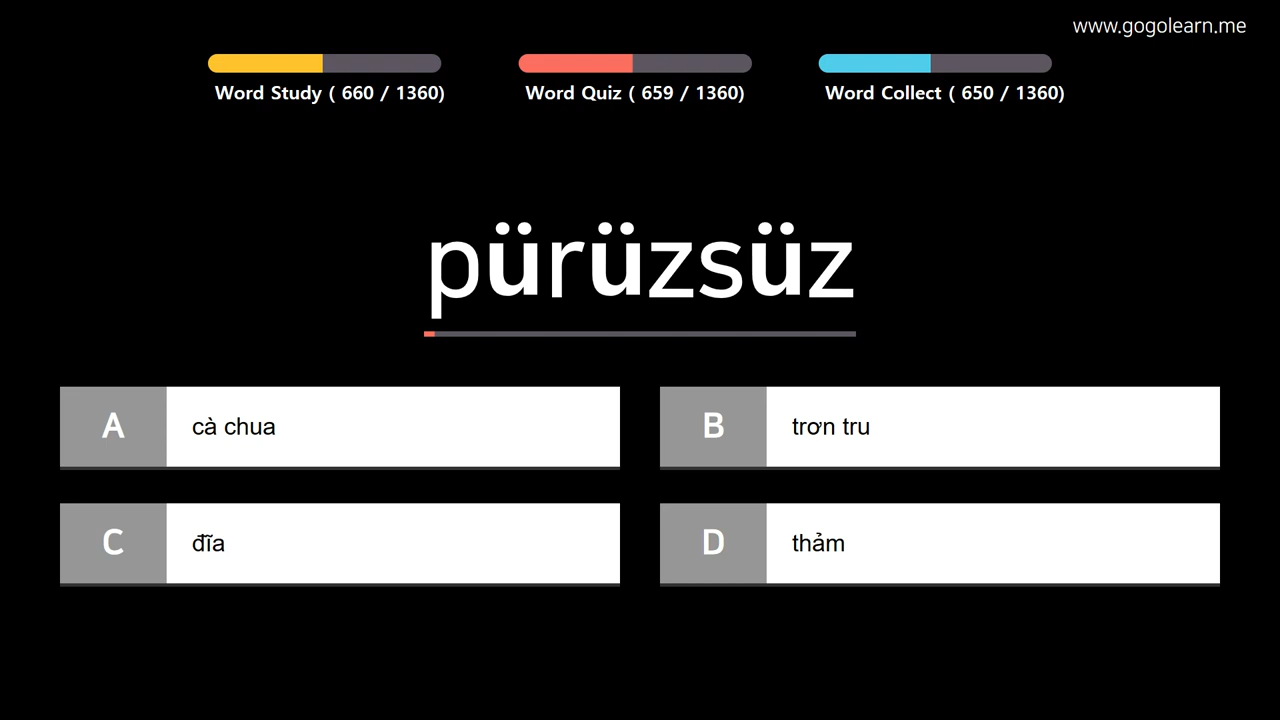 www.gogolearn.me
Word Study ( 660 / 1360)
Word Quiz ( 659 / 1360)
Word Collect ( 650 / 1360)
pürüzsüz
A cà chua
B trơn tru
C đĩa
D thảm